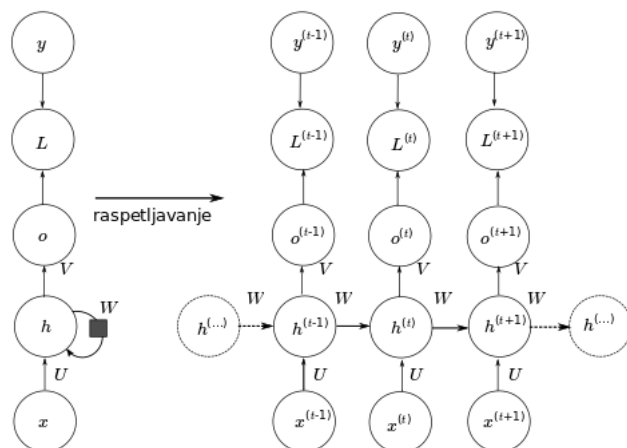 y y^(t-1) y^(t) y^(t+1)
L L^(t-1) L^(t) L^(t+1)
raspetljavanje
o o^(t-1) o^(t) o^(t+1)
V V V V
W W W W W
h h^(...) h^(t-1) h^(t) h^(t+1) h^(...)
U U U U
x x^(t-1) x^(t) x^(t+1)